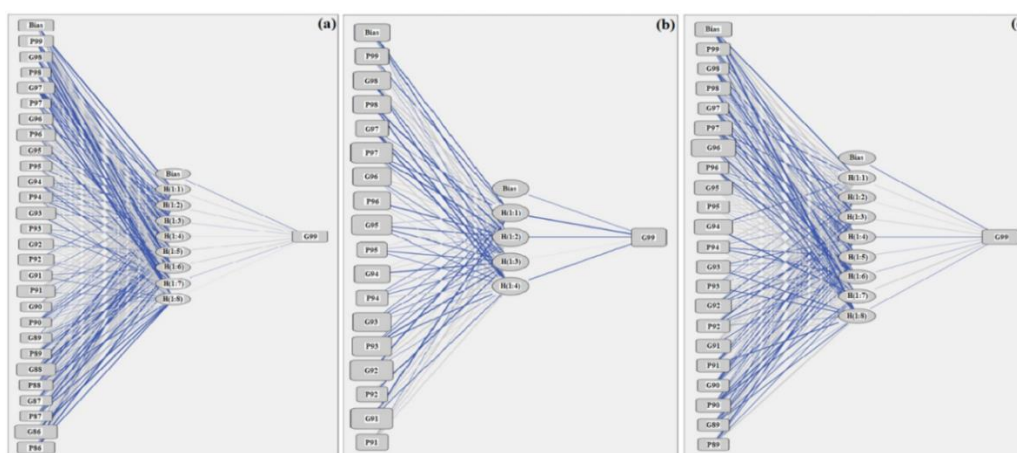 (a)
Bias
P99
G98
P98
G97
P97
G96
P96
G95
P95
G94
P94
G93
P93
G92
P92
G91
P91
G90
P90
G89
P89
G88
P88
G87
P87
G86
P86
Bias
H(1:1)
H(1:2)
H(1:3)
H(1:4)
H(1:5)
H(1:6)
H(1:7)
H(1:8)
G99
(b)
Bias
P99
G98
P98
G97
P97
G96
P96
G95
P95
G94
P94
G93
P93
G92
P92
G91
P91
Bias
H(1:1)
H(1:2)
H(1:3)
H(1:4)
G99
Bias
P99
G98
P98
G97
P97
G96
P96
G95
P95
G94
P94
G93
P93
G92
P92
G91
P91
G90
P90
G89
P89
Bias
H(1:1)
H(1:2)
H(1:3)
H(1:4)
H(1:5)
H(1:6)
H(1:7)
H(1:8)
G99